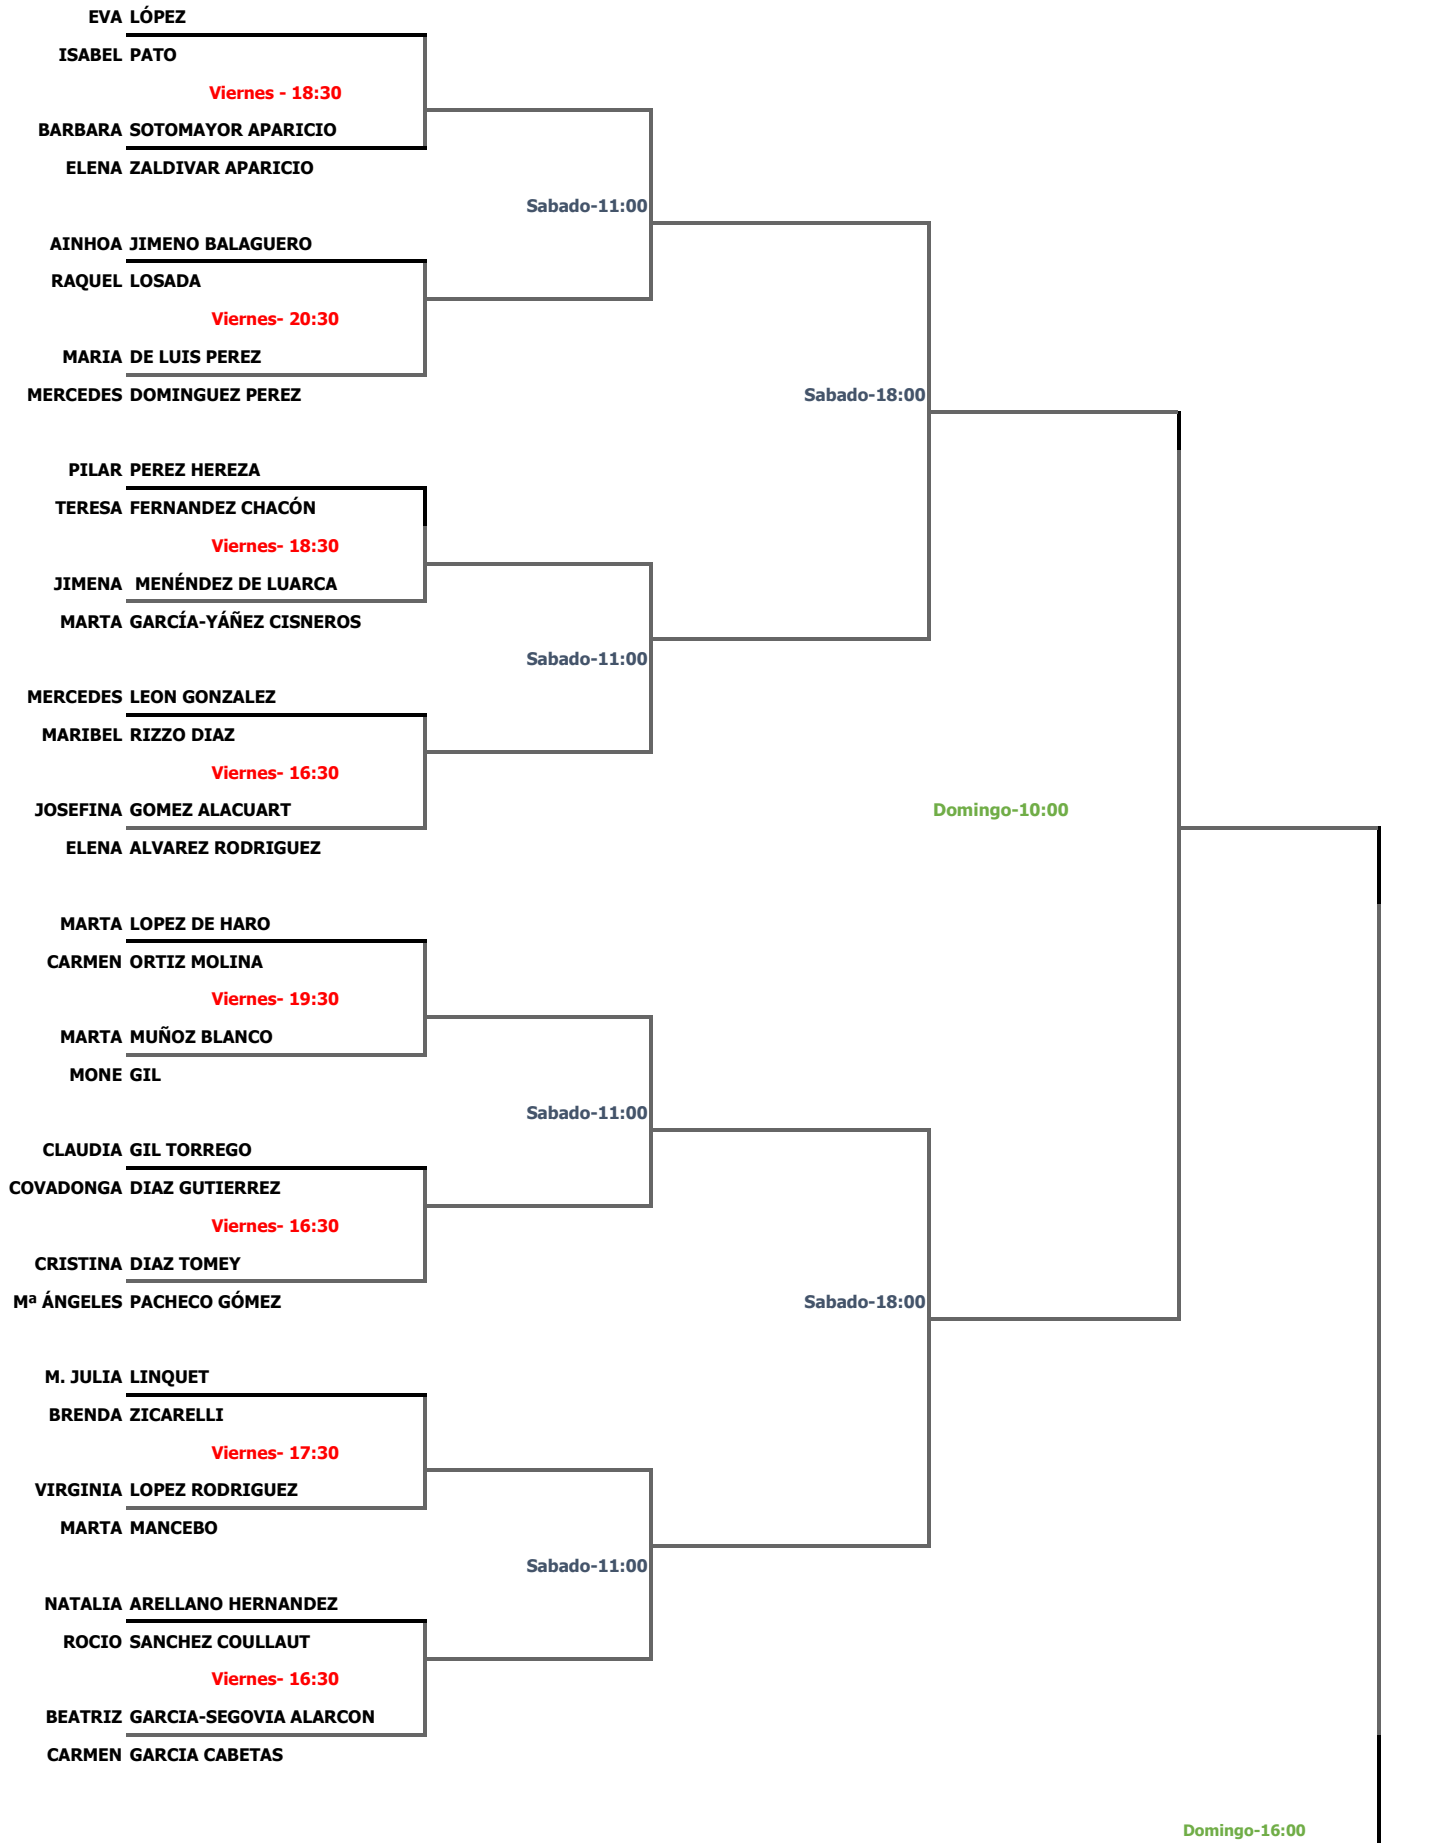 EVA LÓPEZ
ISABEL PATO
Viernes - 18:30
BARBARA SOTOMAYOR APARICIO
ELENA ZALDIVAR APARICIO
Sabado-11:00
AINHOA JIMENO BALAGUERO
RAQUEL LOSADA
Viernes- 20:30
MARIA DE LUIS PEREZ
MERCEDES DOMINGUEZ PEREZ
Sabado-18:00
PILAR PEREZ HEREZA
TERESA FERNANDEZ CHACÓN
Viernes- 18:30
JIMENA MENÉNDEZ DE LUARCA
MARTA GARCÍA-YÁÑEZ CISNEROS
Sabado-11:00
MERCEDES LEON GONZALEZ
MARIBEL RIZZO DIAZ
Viernes- 16:30
JOSEFINA GOMEZ ALACUART
Domingo-10:00
ELENA ALVAREZ RODRIGUEZ
MARTA LOPEZ DE HARO
CARMEN ORTIZ MOLINA
Viernes- 19:30
MARTA MUÑOZ BLANCO
MONE GIL
Sabado-11:00
CLAUDIA GIL TORREGO
COVADONGA DIAZ GUTIERREZ
Viernes- 16:30
CRISTINA DIAZ TOMEY
Mª ÁNGELES PACHECO GÓMEZ
Sabado-18:00
M. JULIA LINQUET
BRENDA ZICARELLI
Viernes- 17:30
VIRGINIA LOPEZ RODRIGUEZ
MARTA MANCEBO
Sabado-11:00
NATALIA ARELLANO HERNANDEZ
ROCIO SANCHEZ COULLAUT
Viernes- 16:30
BEATRIZ GARCIA-SEGOVIA ALARCON
CARMEN GARCIA CABETAS
Domingo-16:00